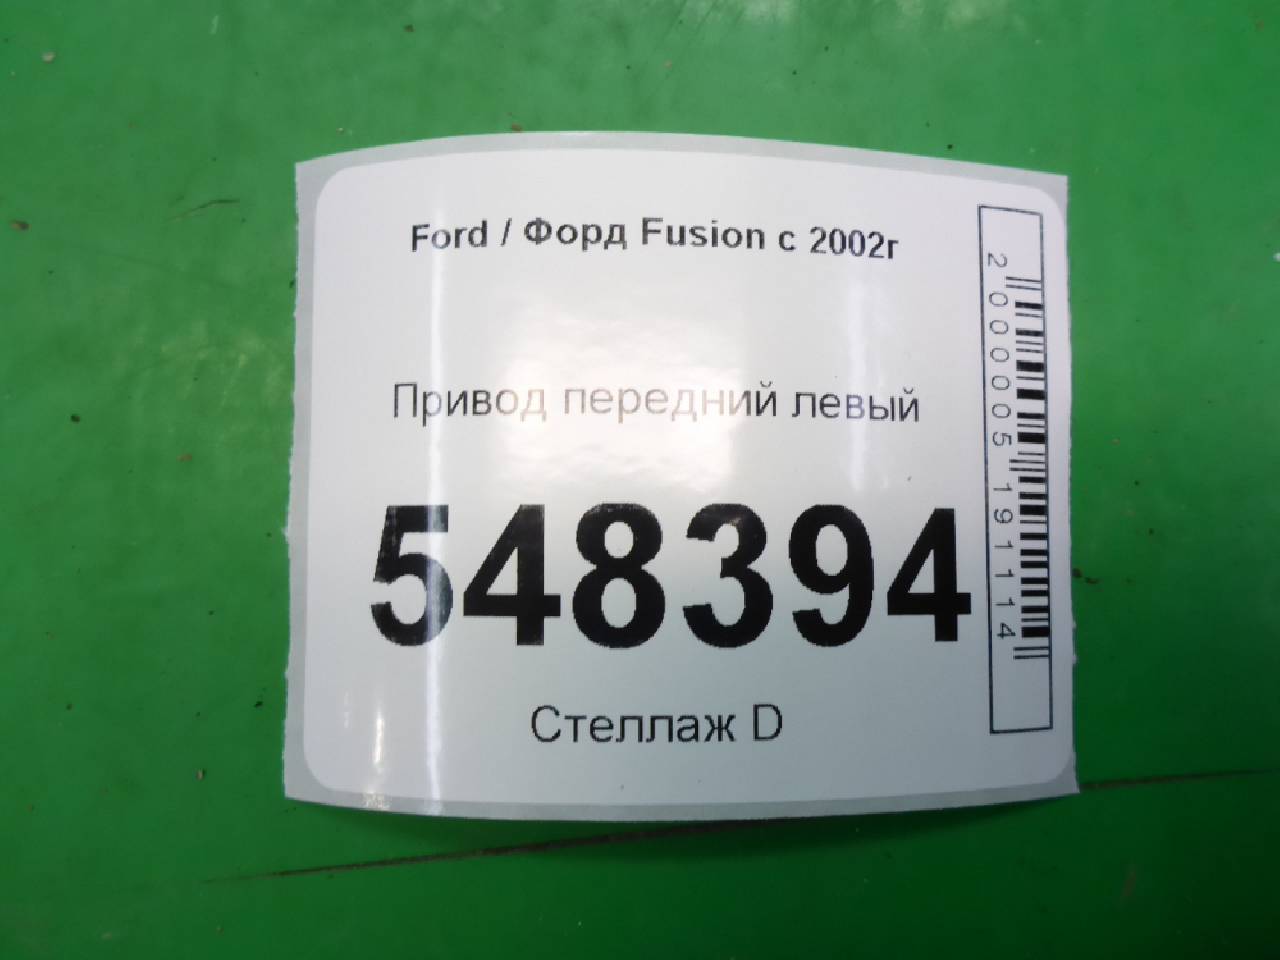 Ford / Форд Fusion с 2002г
Привод передний левый
548394
Стеллаж D
2000005191114